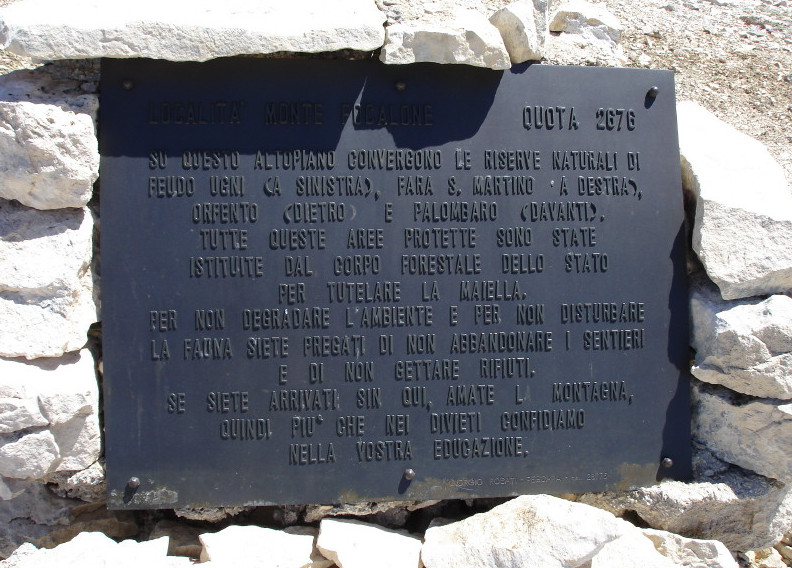 LOCALITA' MONTE FOCALONE QUOTA 2676
SU QUESTO ALTOPIANO CONVERGONO LE RISERVE NATURALI DI
FEUDO UGNI (A SINISTRA), FARA S. MARTINO (A DESTRA),
ORFENTO (DIETRO) E PALOMBARO (DAVANTI).
TUTTE QUESTE AREE PROTETTE SONO STATE
ISTITUITE DAL CORPO FORESTALE DELLO STATO
PER TUTELARE LA MAIELLA.
PER NON DEGRADARE L'AMBIENTE E PER NON DISTURBARE
LA FAUNA SIETE PREGATI DI NON ABBANDONARE I SENTIERI
E DI NON GETTARE RIFIUTI.
SE SIETE ARRIVATI SIN QUI, AMATE LA MONTAGNA,
QUINDI PIU' CHE NEI DIVIETI CONFIDIAMO
NELLA VOSTRA EDUCAZIONE.